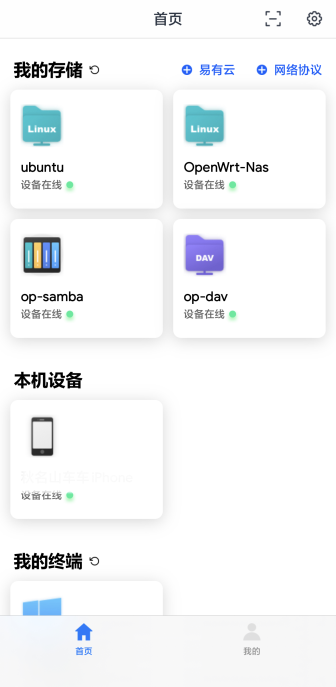 首页
我的存储
易有云
网络协议
Linux
ubuntu
设备在线
Linux
OpenWrt-Nas
设备在线
op-samba
设备在线
DAV
op-dav
设备在线
本机设备
设备在线
我的终端
首页
我的